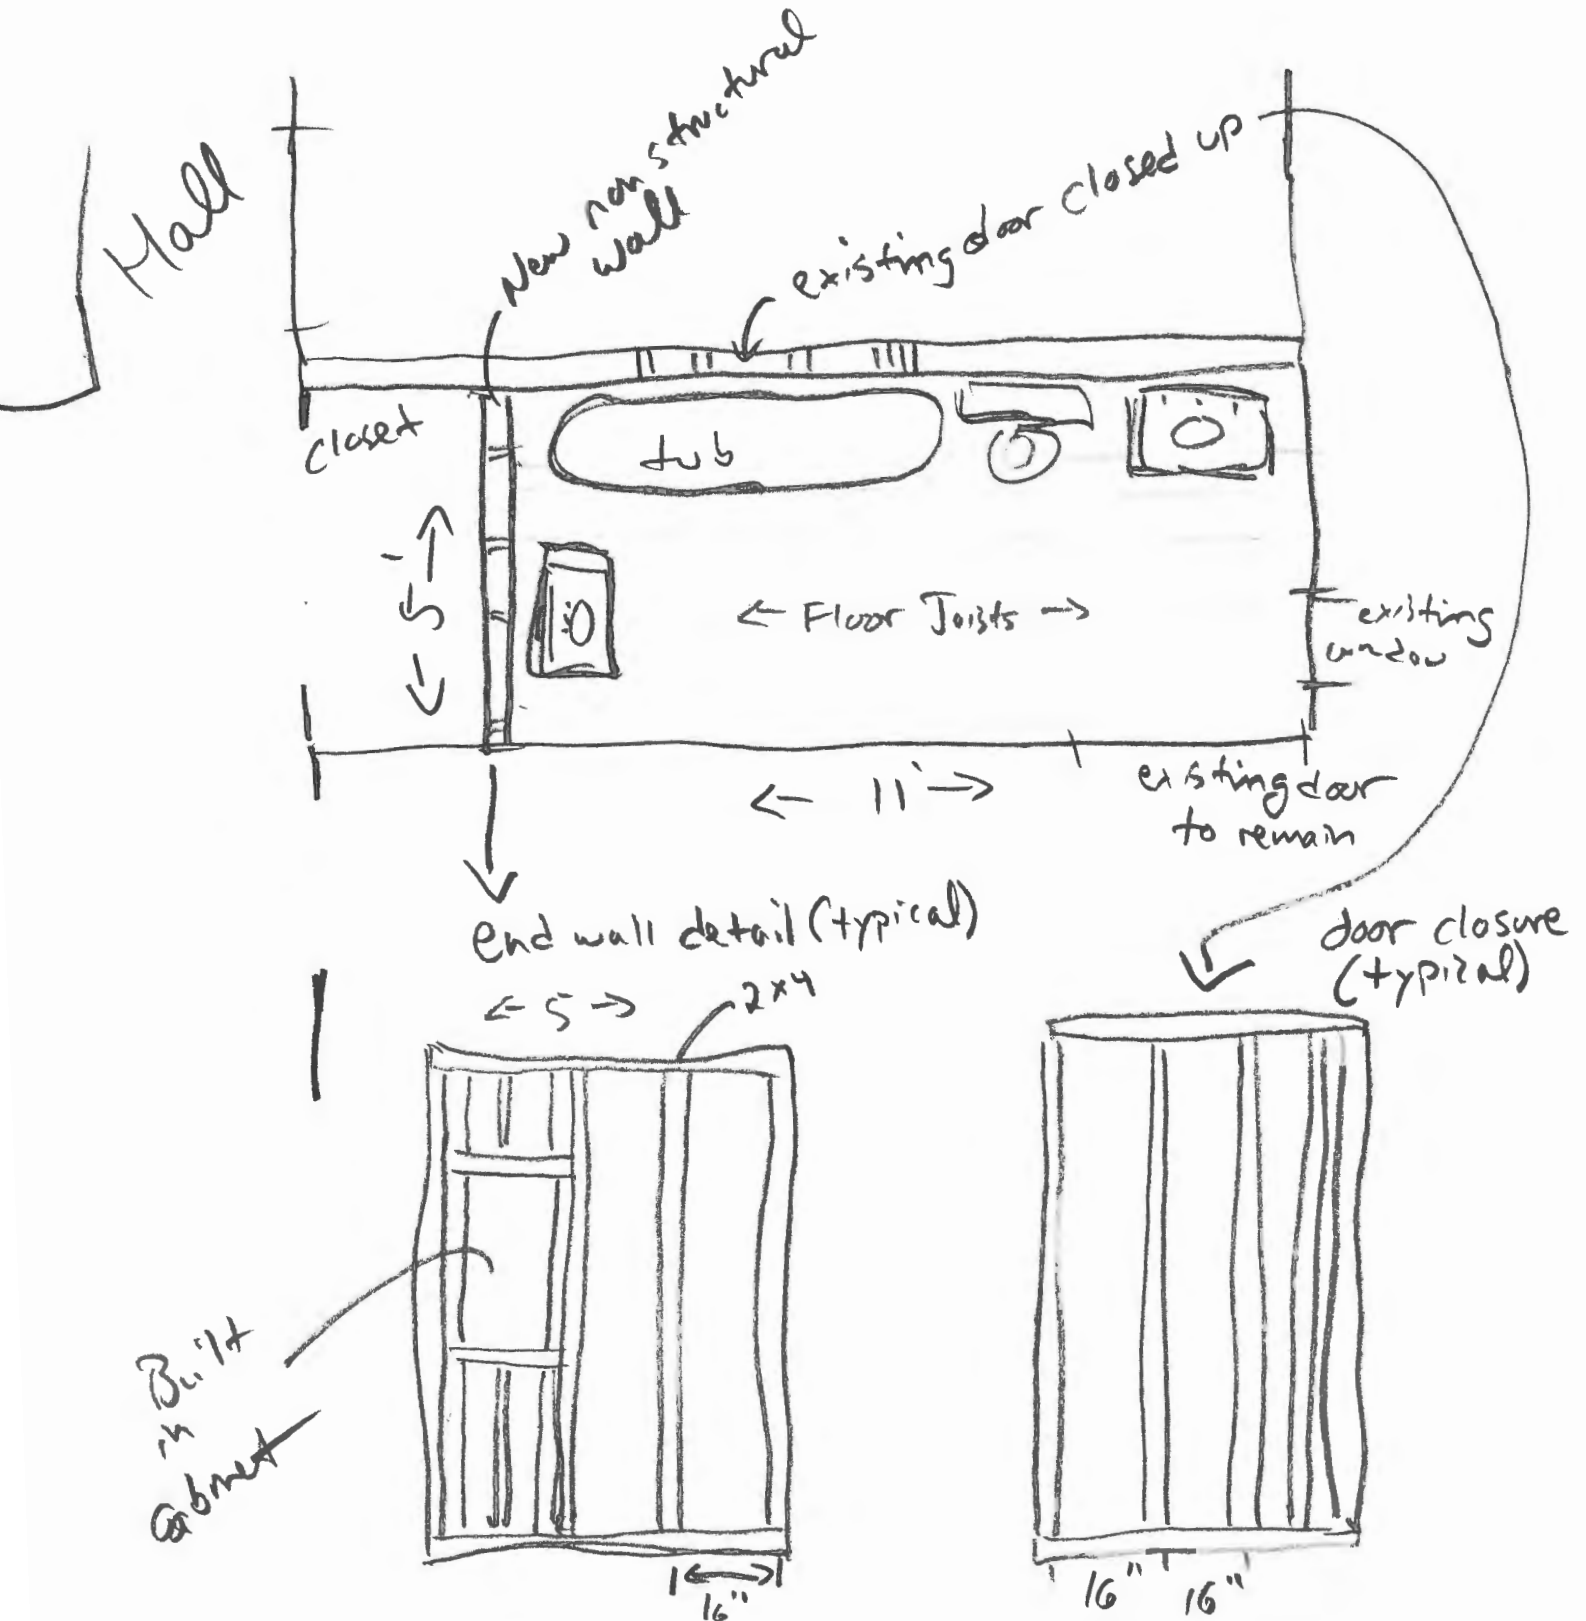 Hall
New non structural
wall
existing door closed up
closet
tub
5'
← Floor Joists →
existing
window
← 11' →
existing door
to remain
end wall detail (typical)
← 5 →
2x4
door closure
(typical)
Built
in
cabinet
16"
16" 16"